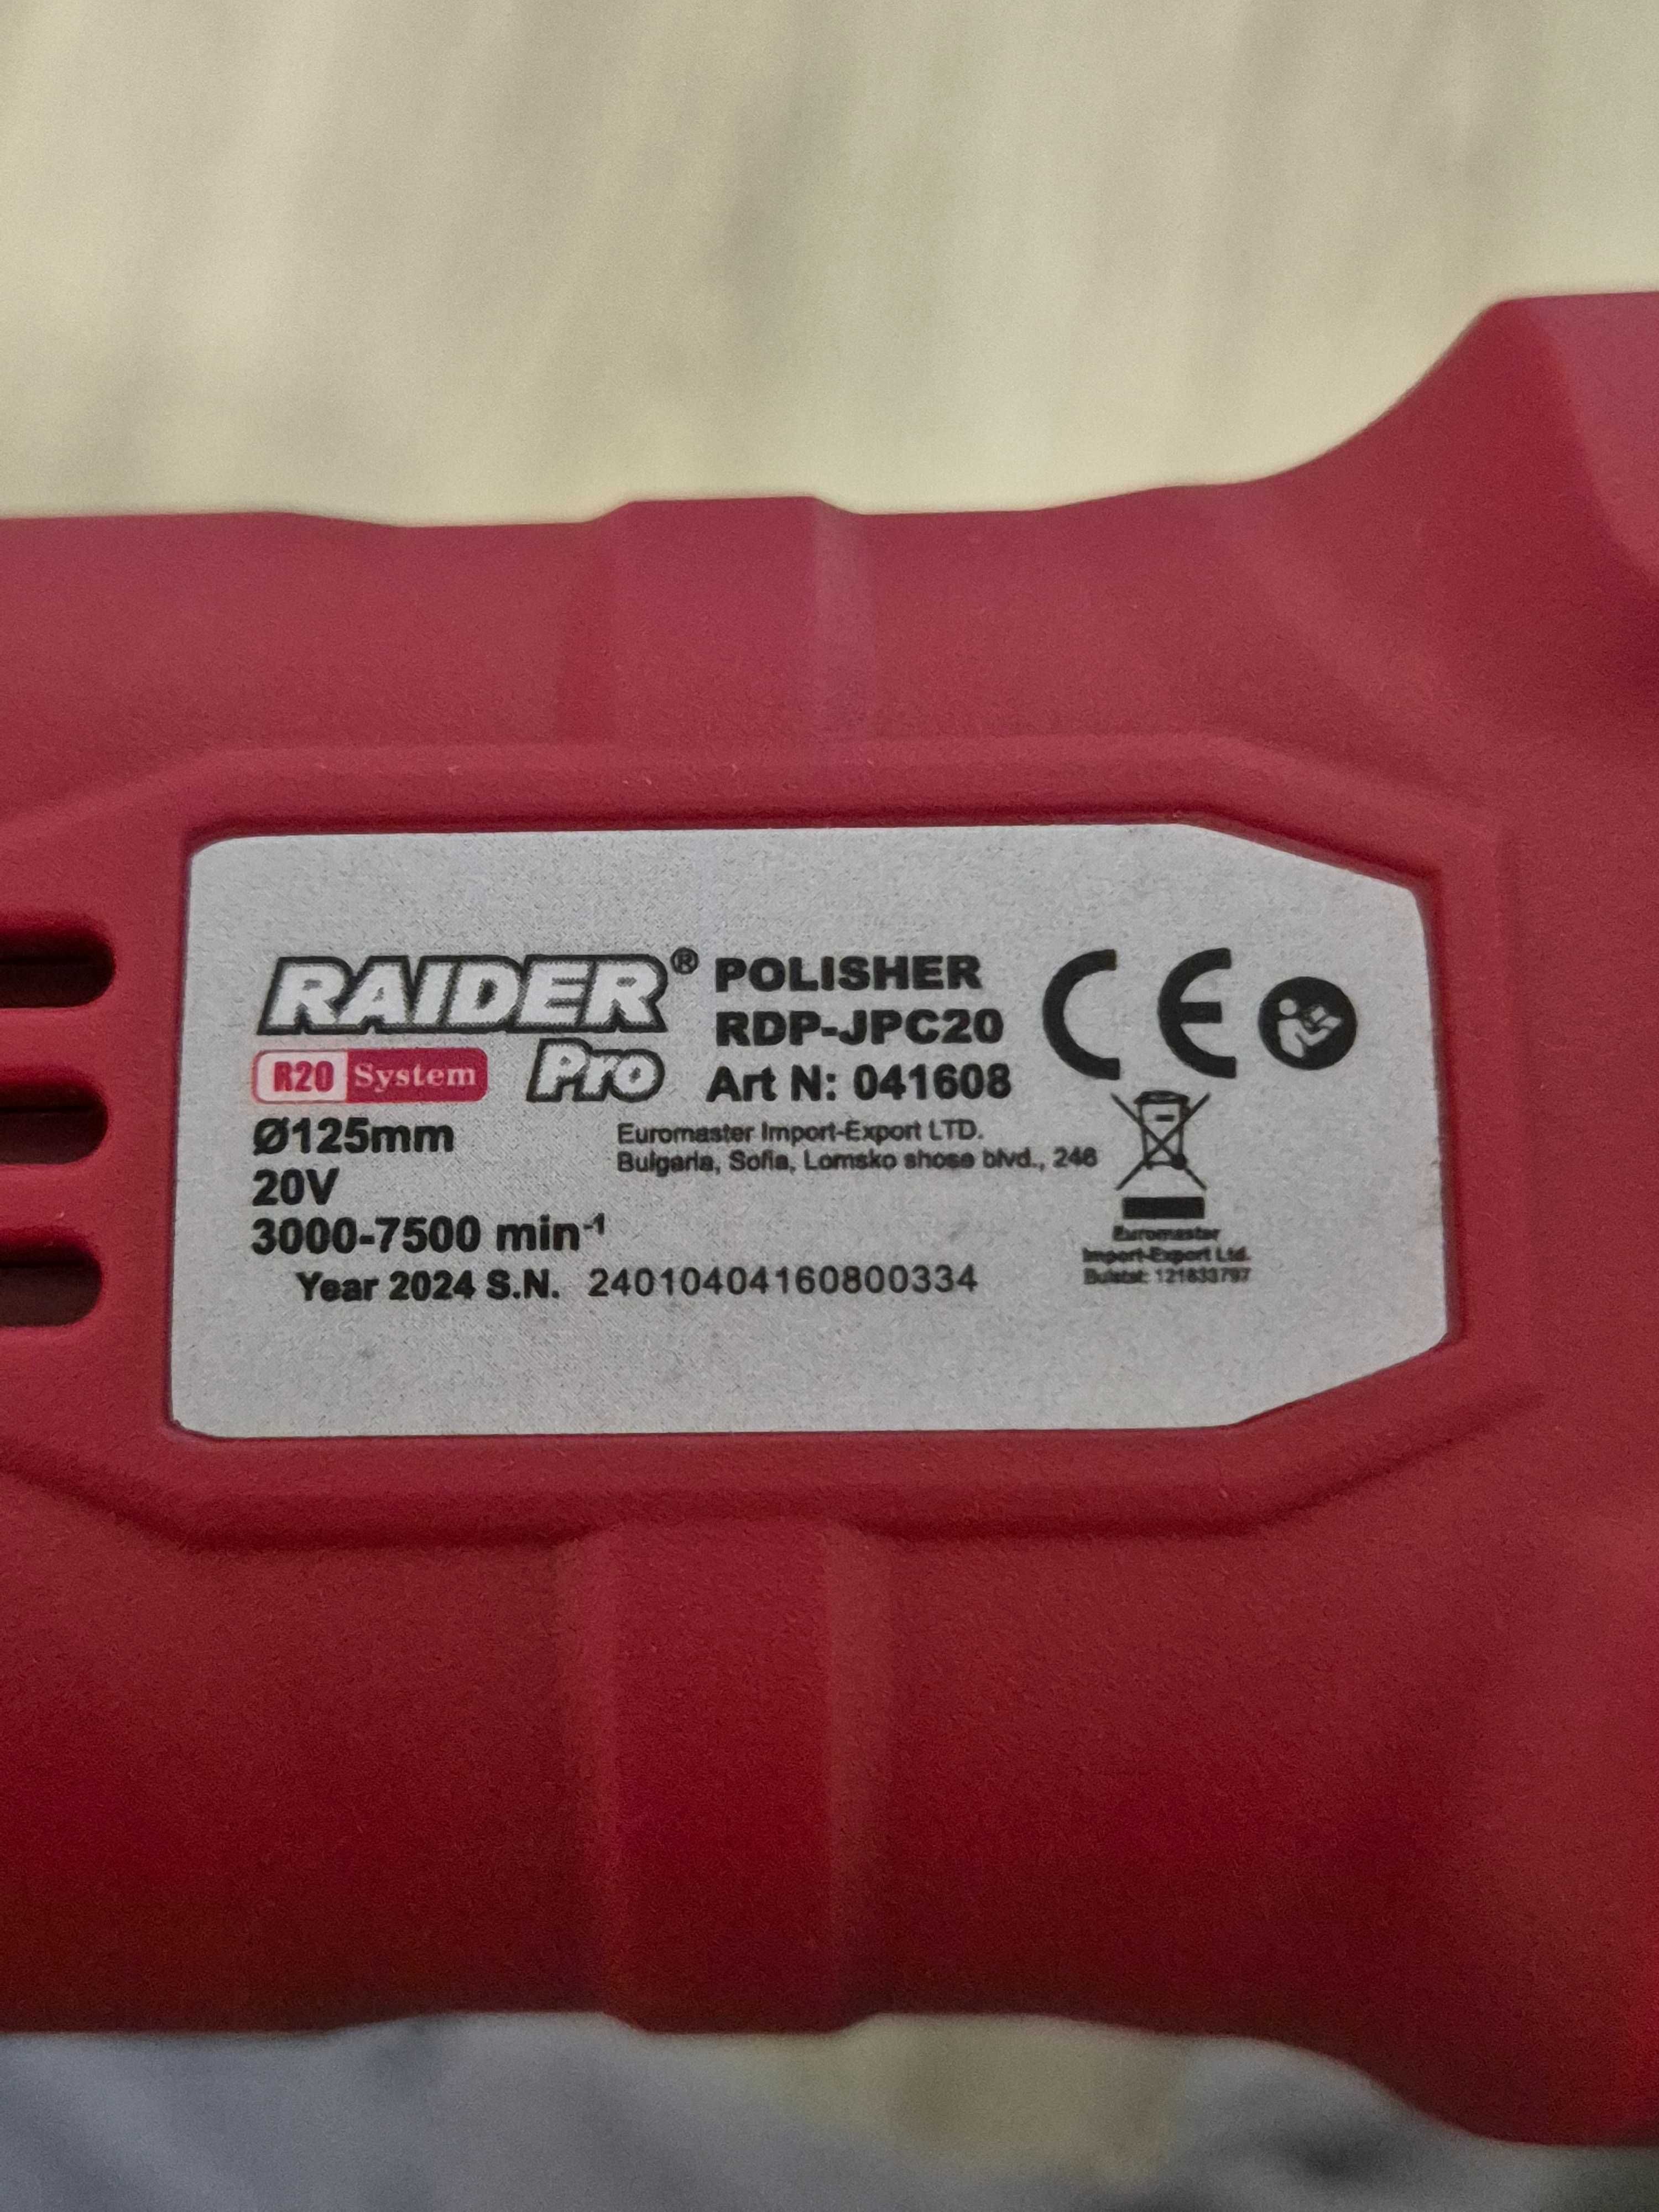 RAIDER® POLISHER
RDP-JPC20
R20 System Pro Art N: 041608
CE
Ø125mm
20V
3000-7500 min⁻¹
Euromaster Import-Export LTD.
Bulgaria, Sofia, Lomsko shose blvd., 246
Year 2024 S.N. 24010404160800334
Euromaster
Import-Export Ltd.
Bulstat: 121633797